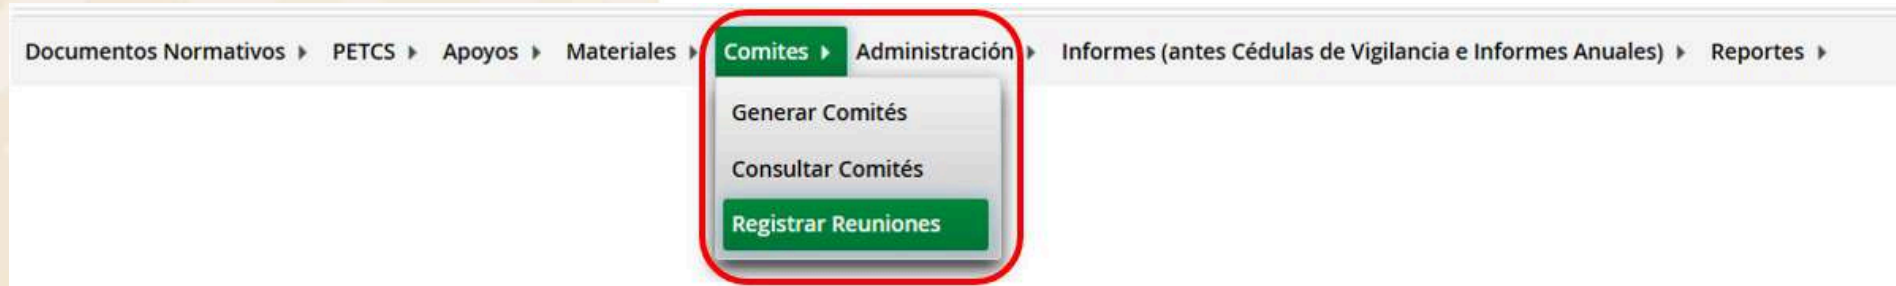 Documentos Normativos PETCS Apoyos Materiales Comites Administración Informes (antes Cédulas de Vigilancia e Informes Anuales) Reportes
Generar Comités
Consultar Comités
Registrar Reuniones